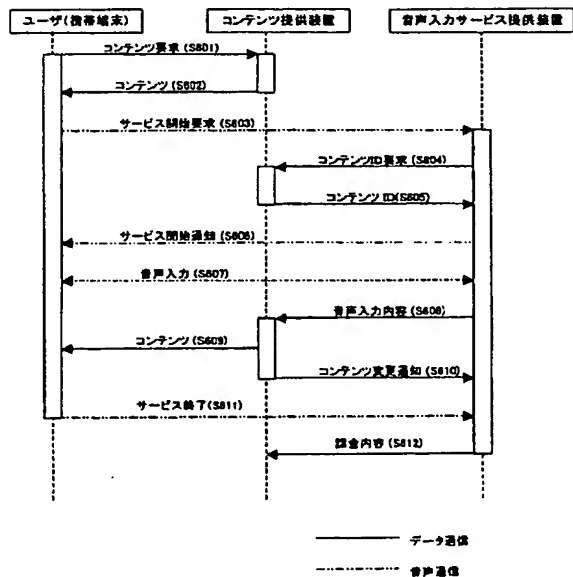 ユーザ(携帯端末)
コンテンツ提供装置
音声入力サービス提供装置
コンテンツ要求(S801)
コンテンツ(S802)
サービス開始要求(S803)
コンテンツID要求(S804)
コンテンツID(S805)
サービス開始通知(S806)
音声入力(S807)
音声入力内容(S808)
コンテンツ(S809)
コンテンツ変更通知(S810)
サービス終了(S811)
課金内容(S812)
データ通信
音声通信